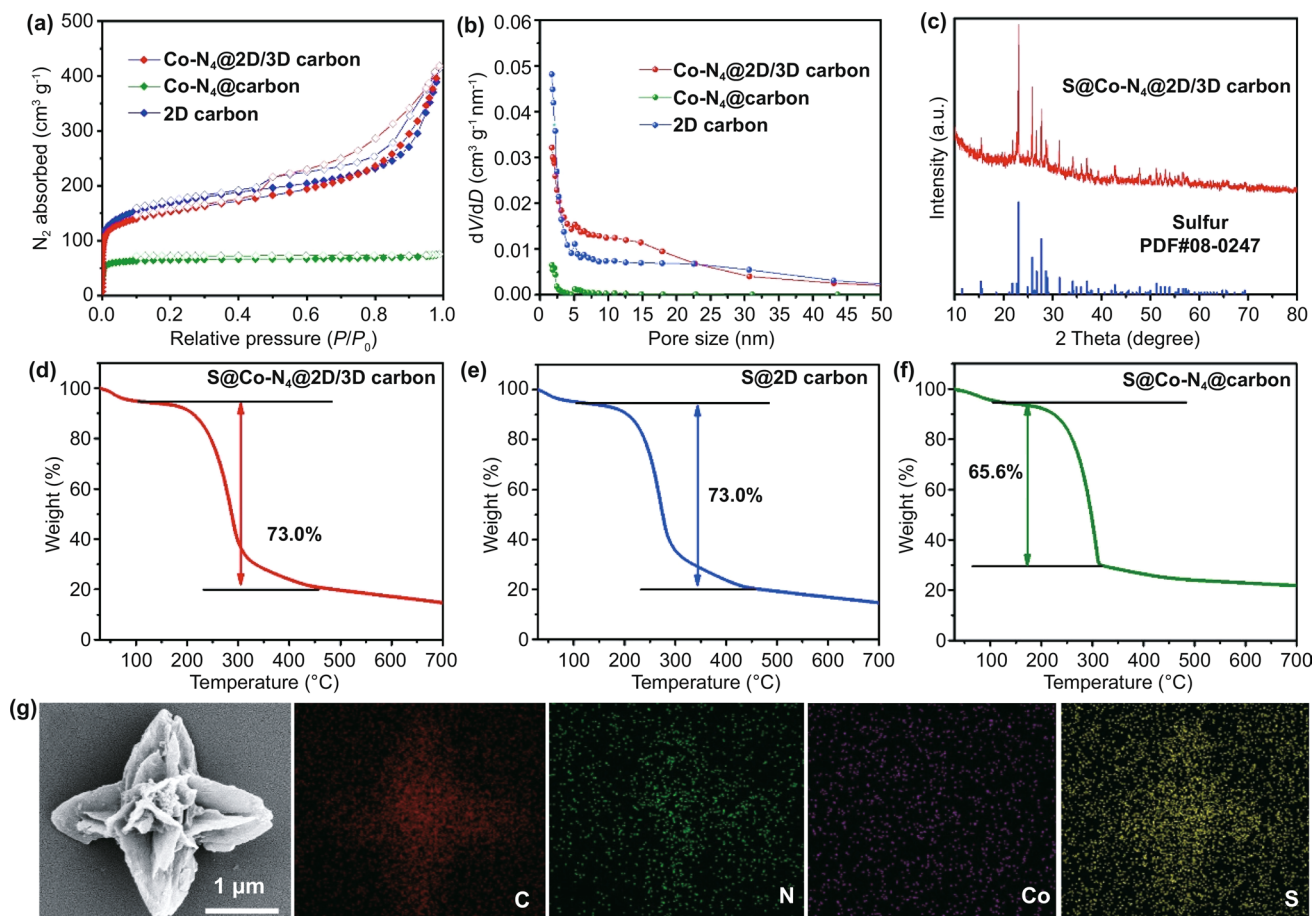 (a)
500
400
300
200
100
0
N₂ absorbed (cm³ g⁻¹)
Co-N₄@2D/3D carbon
Co-N₄@carbon
2D carbon
0.0 0.2 0.4 0.6 0.8 1.0
Relative pressure (P/P₀)
(b)
0.06
0.05
0.04
0.03
0.02
0.01
0.00
dV/dD (cm³ g⁻¹ nm⁻¹)
Co-N₄@2D/3D carbon
Co-N₄@carbon
2D carbon
0 5 10 15 20 25 30 35 40 45 50
Pore size (nm)
(c)
Intensity (a.u.)
S@Co-N₄@2D/3D carbon
Sulfur
PDF#08-0247
10 20 30 40 50 60 70 80
2 Theta (degree)
(d)
S@Co-N₄@2D/3D carbon
100
80
60
40
20
0
Weight (%)
73.0%
100 200 300 400 500 600 700
Temperature (°C)
(e)
S@2D carbon
100
80
60
40
20
0
Weight (%)
73.0%
100 200 300 400 500 600 700
Temperature (°C)
(f)
S@Co-N₄@carbon
100
80
60
40
20
0
Weight (%)
65.6%
100 200 300 400 500 600 700
Temperature (°C)
(g)
1 µm
C
N
Co
S